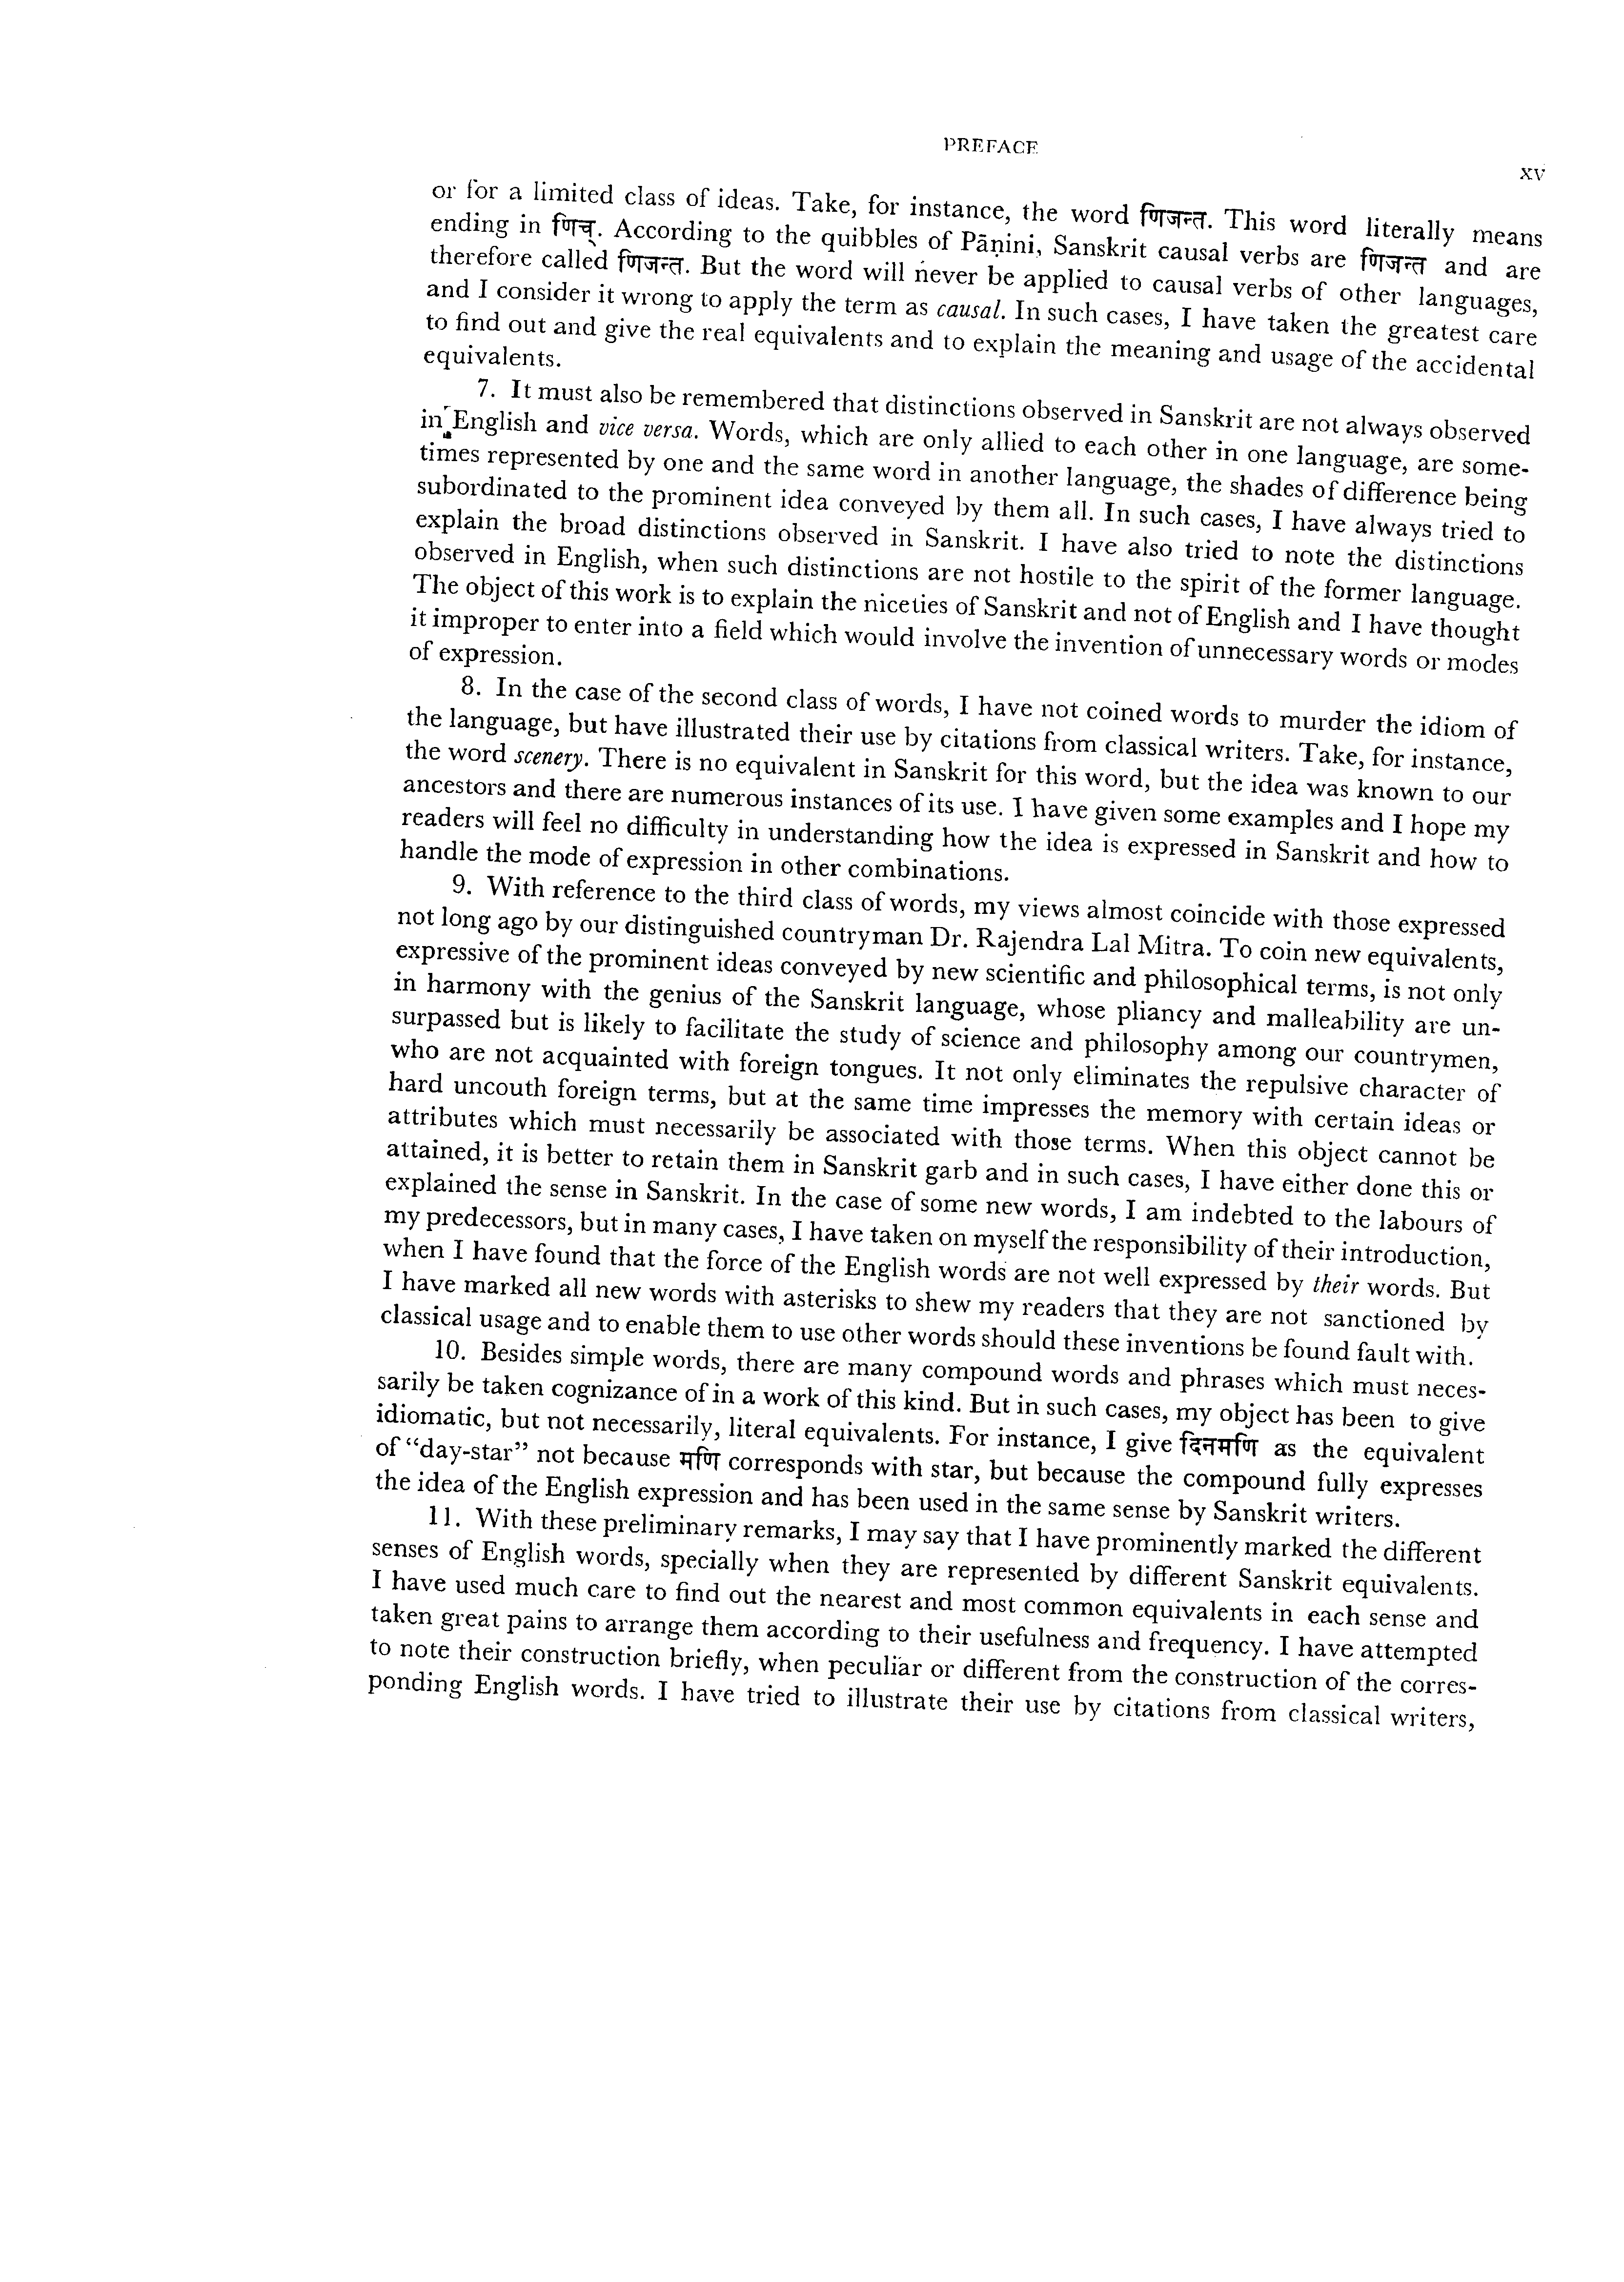 PREFACE
xv
or for a limited class of ideas. Take, for instance, the word णिजन्त. This word literally means
ending in णिच्. According to the quibbles of Pāṇini, Sanskrit causal verbs are णिजन्त and are
therefore called णिजन्त. But the word will never be applied to causal verbs of other languages,
and I consider it wrong to apply the term as causal. In such cases, I have taken the greatest care
to find out and give the real equivalents and to explain the meaning and usage of the accidental
equivalents.
7. It must also be remembered that distinctions observed in Sanskrit are not always observed
in English and vice versa. Words, which are only allied to each other in one language, are some-
times represented by one and the same word in another language, the shades of difference being
subordinated to the prominent idea conveyed by them all. In such cases, I have always tried to
explain the broad distinctions observed in Sanskrit. I have also tried to note the distinctions
observed in English, when such distinctions are not hostile to the spirit of the former language.
The object of this work is to explain the niceties of Sanskrit and not of English and I have thought
it improper to enter into a field which would involve the invention of unnecessary words or modes
of expression.
8. In the case of the second class of words, I have not coined words to murder the idiom of
the language, but have illustrated their use by citations from classical writers. Take, for instance,
the word scenery. There is no equivalent in Sanskrit for this word, but the idea was known to our
ancestors and there are numerous instances of its use. I have given some examples and I hope my
readers will feel no difficulty in understanding how the idea is expressed in Sanskrit and how to
handle the mode of expression in other combinations.
9. With reference to the third class of words, my views almost coincide with those expressed
not long ago by our distinguished countryman Dr. Rajendra Lal Mitra. To coin new equivalents,
expressive of the prominent ideas conveyed by new scientific and philosophical terms, is not only
in harmony with the genius of the Sanskrit language, whose pliancy and malleability are un-
surpassed but is likely to facilitate the study of science and philosophy among our countrymen,
who are not acquainted with foreign tongues. It not only eliminates the repulsive character of
hard uncouth foreign terms, but at the same time impresses the memory with certain ideas or
attributes which must necessarily be associated with those terms. When this object cannot be
attained, it is better to retain them in Sanskrit garb and in such cases, I have either done this or
explained the sense in Sanskrit. In the case of some new words, I am indebted to the labours of
my predecessors, but in many cases, I have taken on myself the responsibility of their introduction,
when I have found that the force of the English words are not well expressed by their words. But
I have marked all new words with asterisks to shew my readers that they are not sanctioned by
classical usage and to enable them to use other words should these inventions be found fault with.
10. Besides simple words, there are many compound words and phrases which must neces-
sarily be taken cognizance of in a work of this kind. But in such cases, my object has been to give
idiomatic, but not necessarily, literal equivalents. For instance, I give दिनमणि as the equivalent
of “day-star” not because मणि corresponds with star, but because the compound fully expresses
the idea of the English expression and has been used in the same sense by Sanskrit writers.
11. With these preliminary remarks, I may say that I have prominently marked the different
senses of English words, specially when they are represented by different Sanskrit equivalents.
I have used much care to find out the nearest and most common equivalents in each sense and
taken great pains to arrange them according to their usefulness and frequency. I have attempted
to note their construction briefly, when peculiar or different from the construction of the corres-
ponding English words. I have tried to illustrate their use by citations from classical writers,